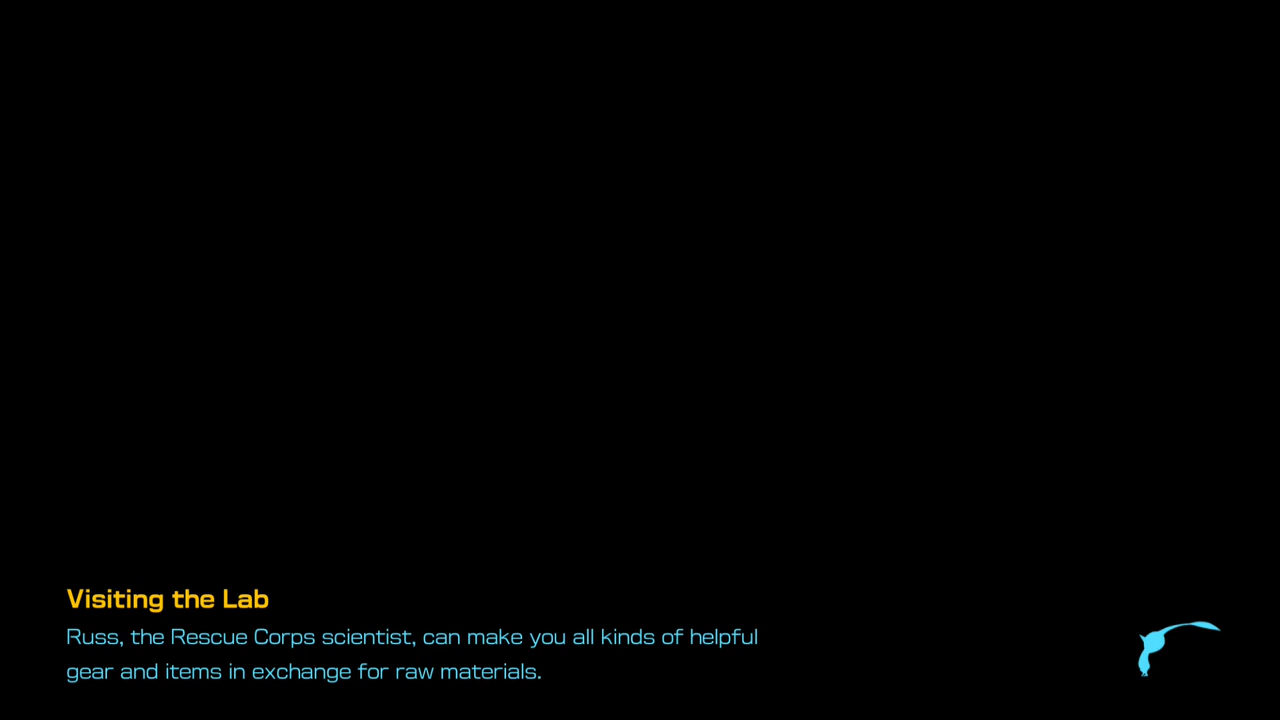 Visiting the Lab
Russ, the Rescue Corps scientist, can make you all kinds of helpful
gear and items in exchange for raw materials.